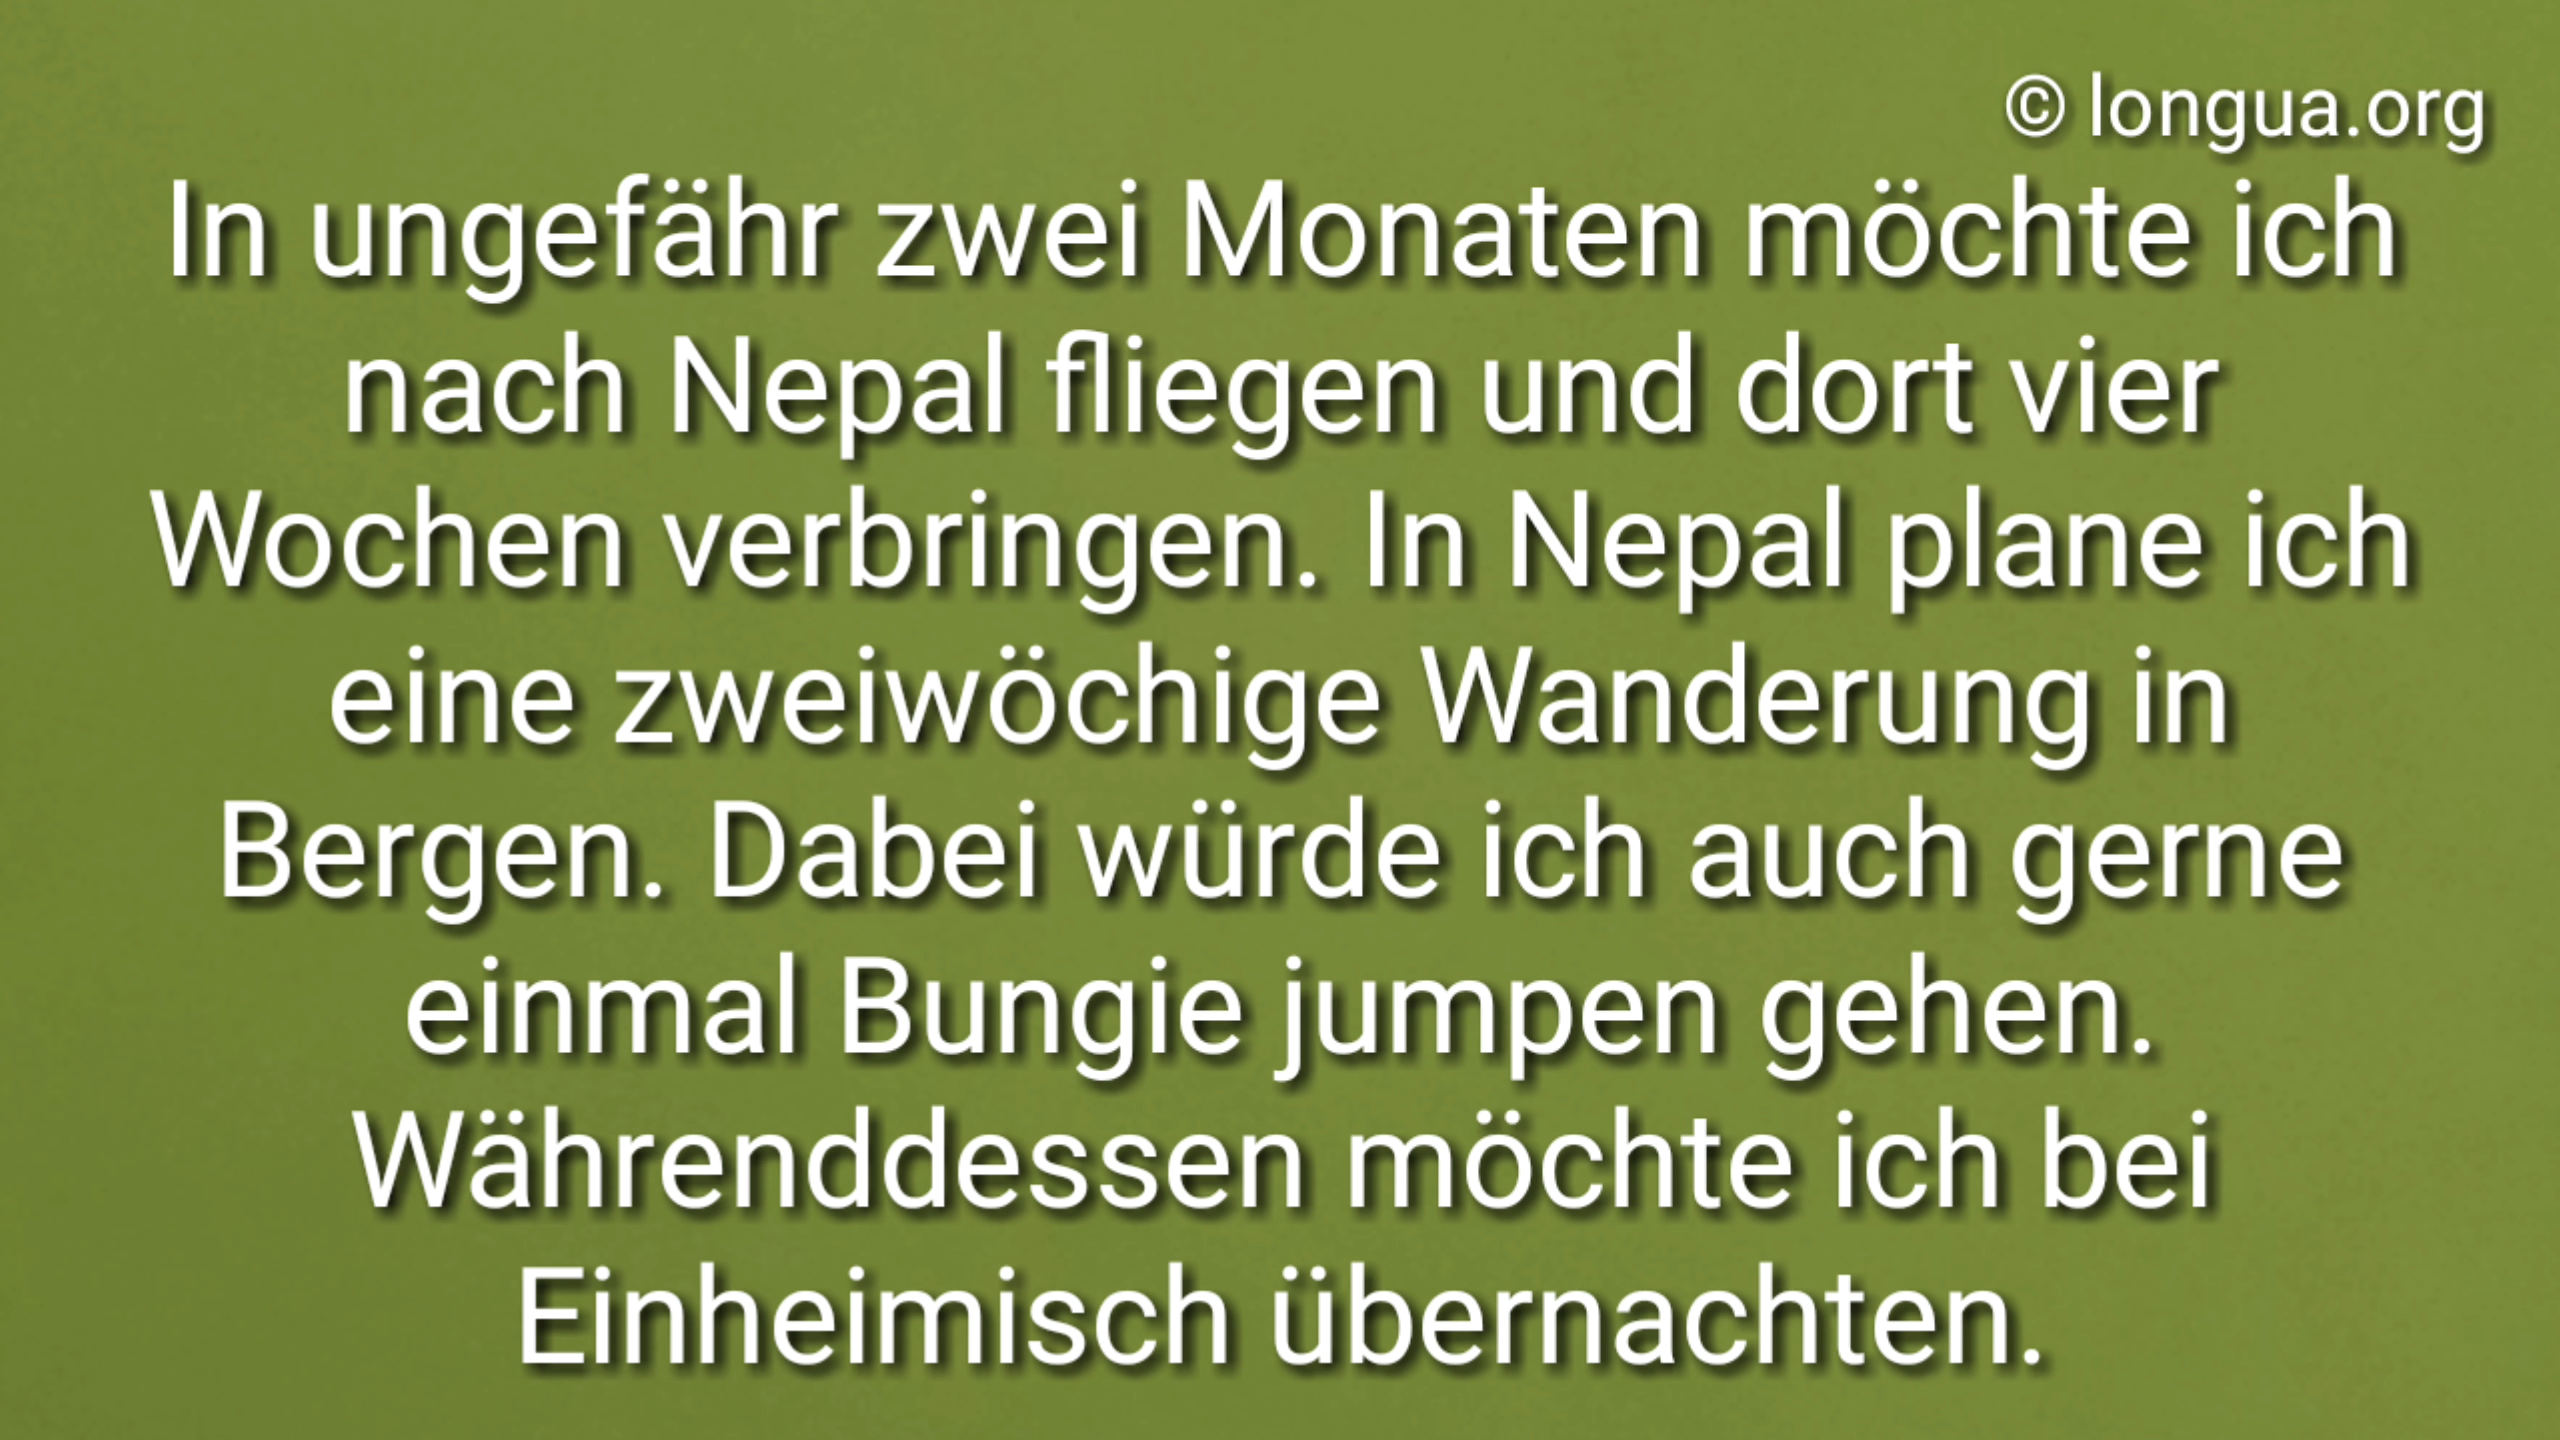 © longua.org
In ungefähr zwei Monaten möchte ich
nach Nepal fliegen und dort vier
Wochen verbringen. In Nepal plane ich
eine zweiwöchige Wanderung in
Bergen. Dabei würde ich auch gerne
einmal Bungie jumpen gehen.
Währenddessen möchte ich bei
Einheimisch übernachten.